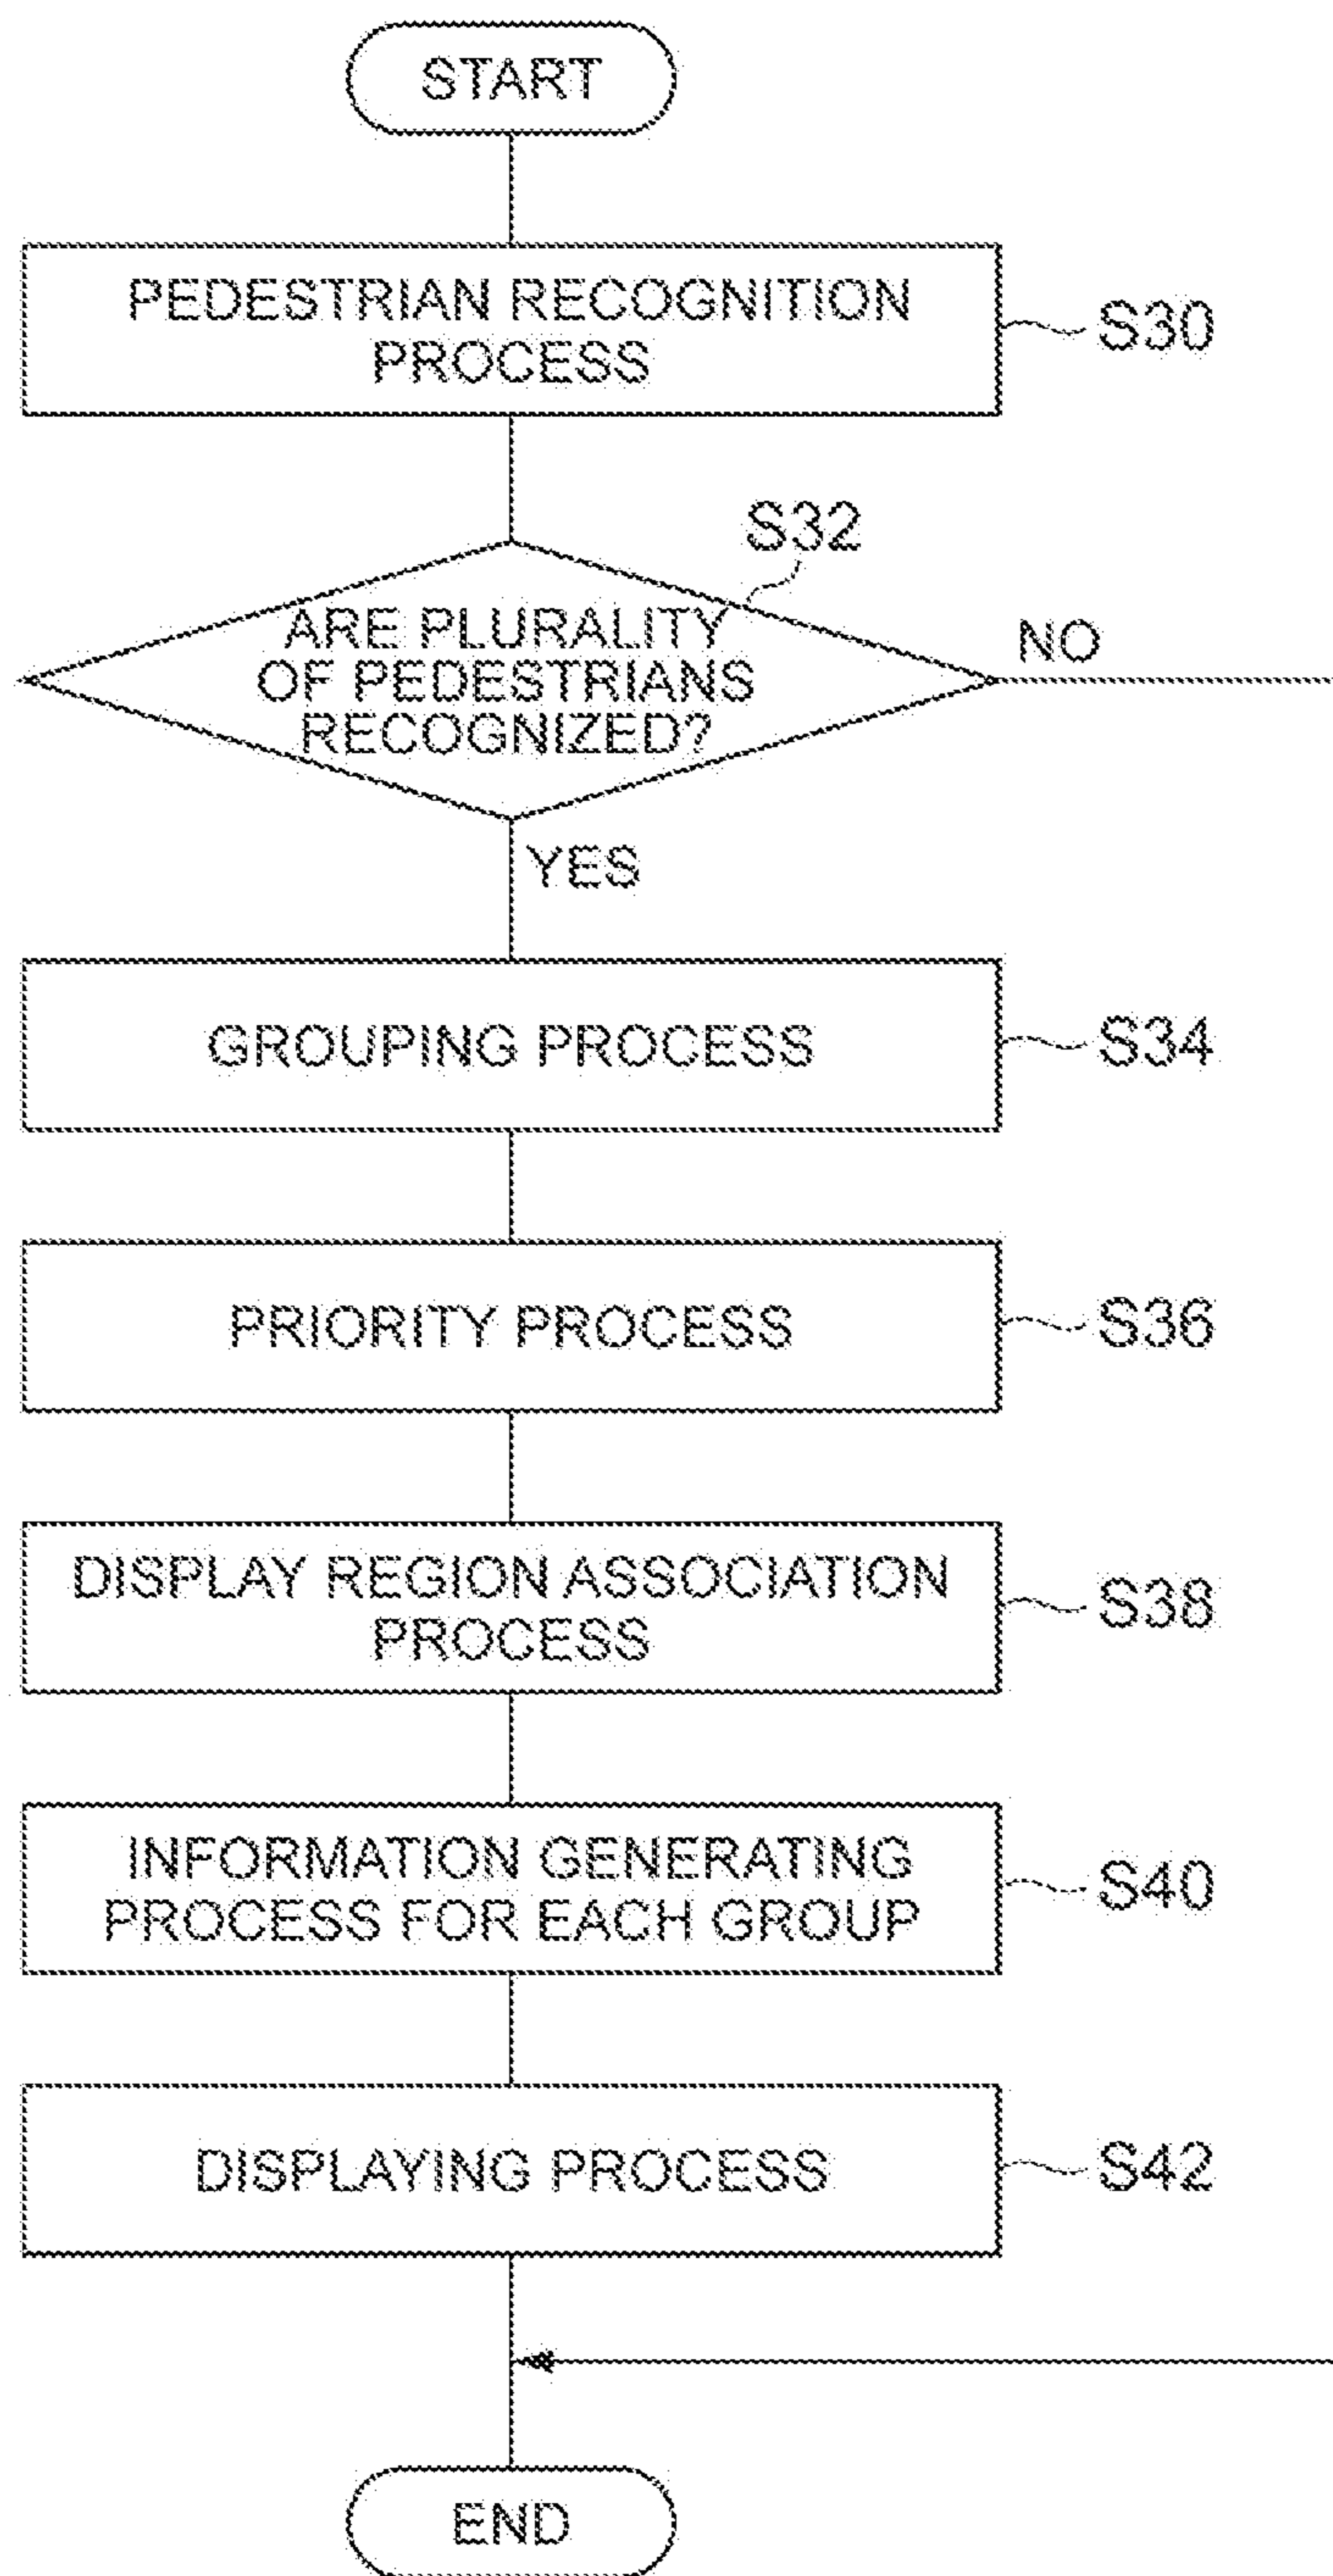 START
PEDESTRIAN RECOGNITION
PROCESS
S30
S32
ARE PLURALITY
OF PEDESTRIANS
RECOGNIZED?
NO
YES
GROUPING PROCESS
S34
PRIORITY PROCESS
S36
DISPLAY REGION ASSOCIATION
PROCESS
S38
INFORMATION GENERATING
PROCESS FOR EACH GROUP
S40
DISPLAYING PROCESS
S42
END